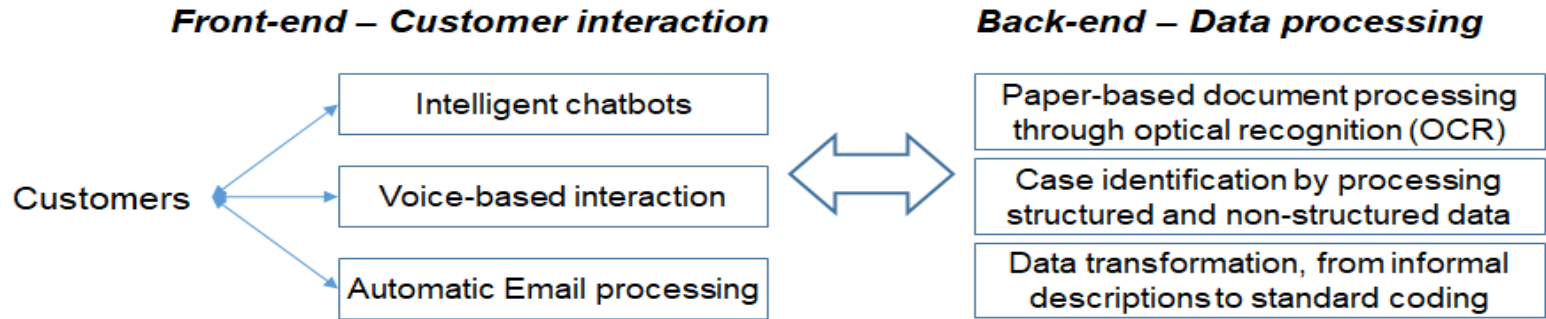 Front-end – Customer interaction
Back-end – Data processing
Customers
Intelligent chatbots
Voice-based interaction
Automatic Email processing
Paper-based document processing
through optical recognition (OCR)
Case identification by processing
structured and non-structured data
Data transformation, from informal
descriptions to standard coding